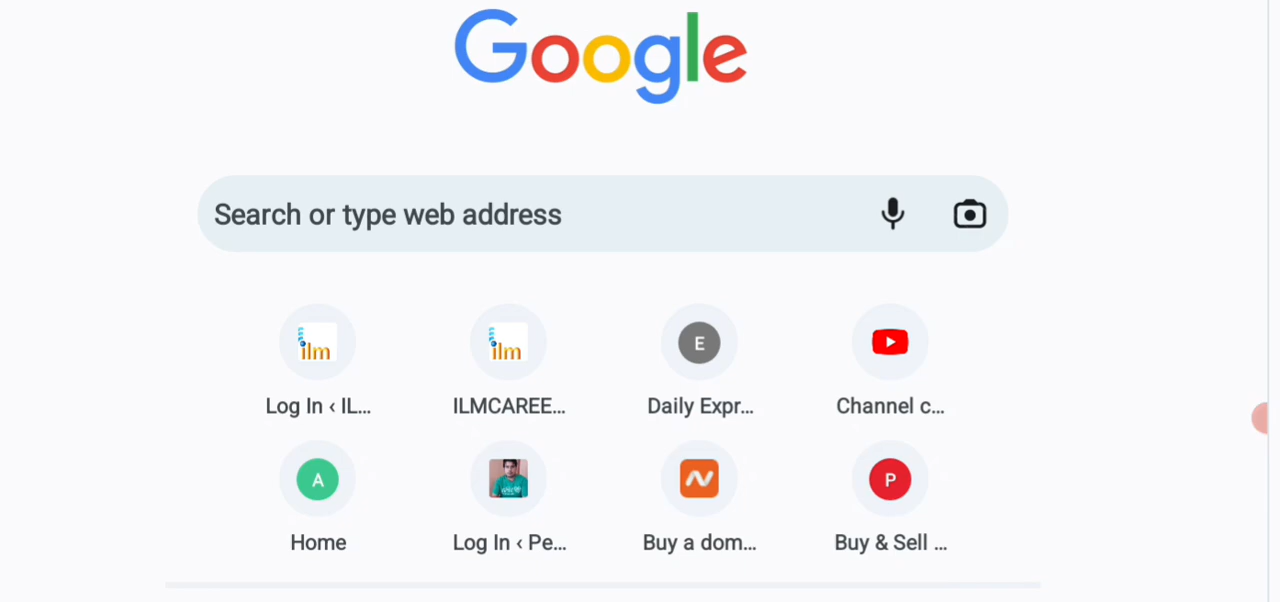 Google
Search or type web address
ilm
ilm
E
Log In ‹ IL...
ILMCAREE...
Daily Expr...
Channel c...
A
P
Home
Log In ‹ Pe...
Buy a dom...
Buy & Sell ...